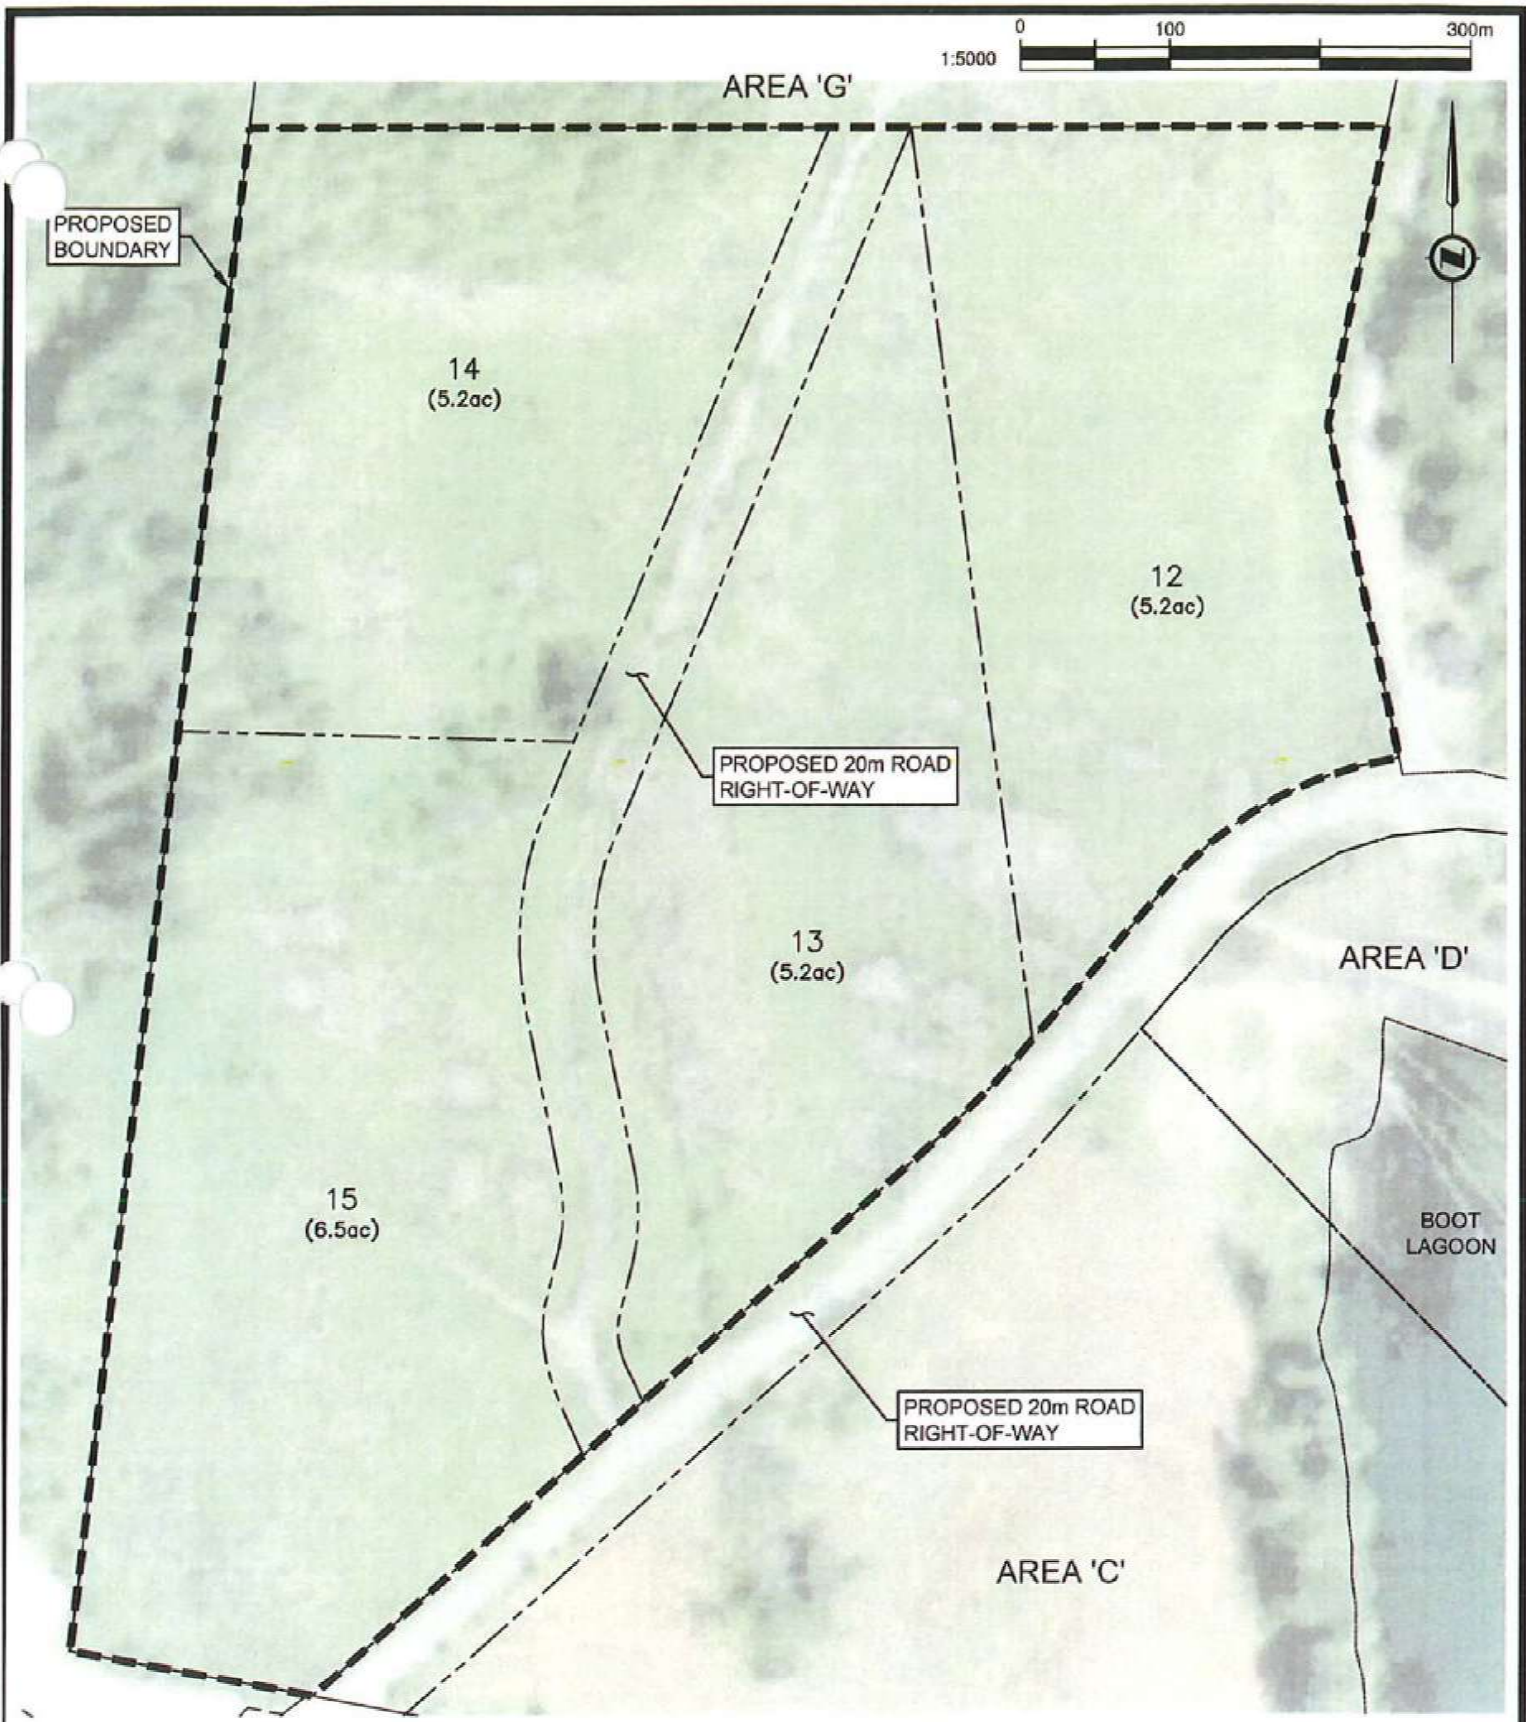 0 100 300m
1:5000
AREA 'G'
PROPOSED
BOUNDARY
Z
14
(5.2ac)
12
(5.2ac)
PROPOSED 20m ROAD
RIGHT-OF-WAY
13
(5.2ac)
AREA 'D'
15
(6.5ac)
BOOT
LAGOON
PROPOSED 20m ROAD
RIGHT-OF-WAY
AREA 'C'